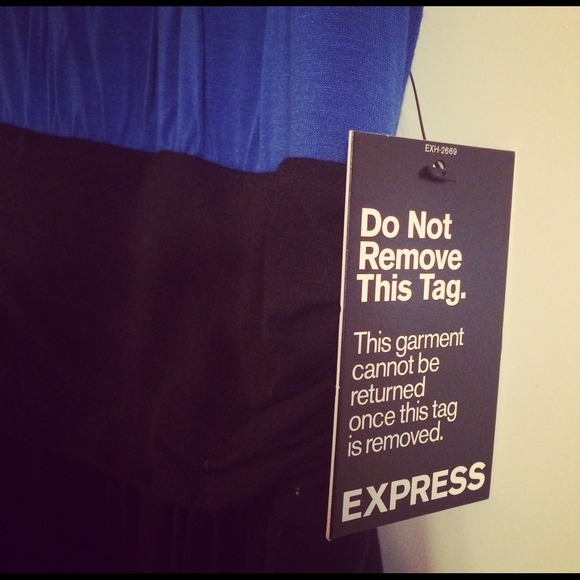 EXH-2669
Do Not
Remove
This Tag.
This garment
cannot be
returned
once this tag
is removed.
EXPRESS